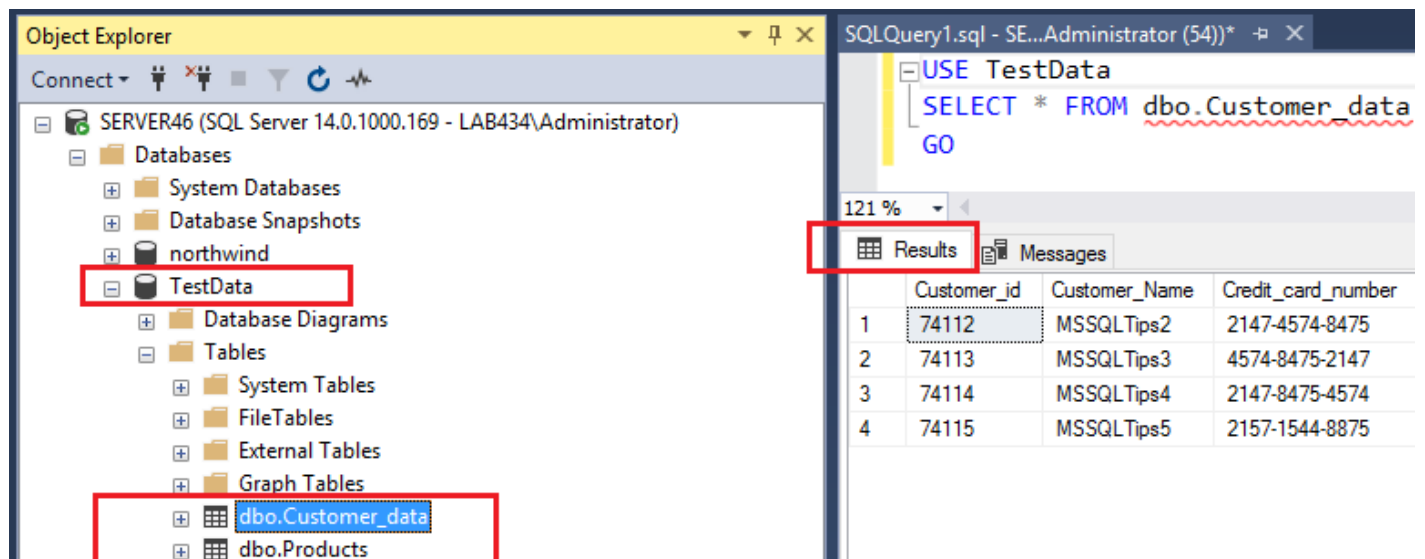 Object Explorer
Connect
SERVER46 (SQL Server 14.0.1000.169 - LAB434\Administrator)
Databases
System Databases
Database Snapshots
northwind
TestData
Database Diagrams
Tables
System Tables
FileTables
External Tables
Graph Tables
dbo.Customer_data
dbo.Products
SQLQuery1.sql - SE...Administrator (54))*
USE TestData
SELECT * FROM dbo.Customer_data
GO
121 %
Results Messages
Customer_id Customer_Name Credit_card_number
1 74112 MSSQLTips2 2147-4574-8475
2 74113 MSSQLTips3 4574-8475-2147
3 74114 MSSQLTips4 2147-8475-4574
4 74115 MSSQLTips5 2157-1544-8875